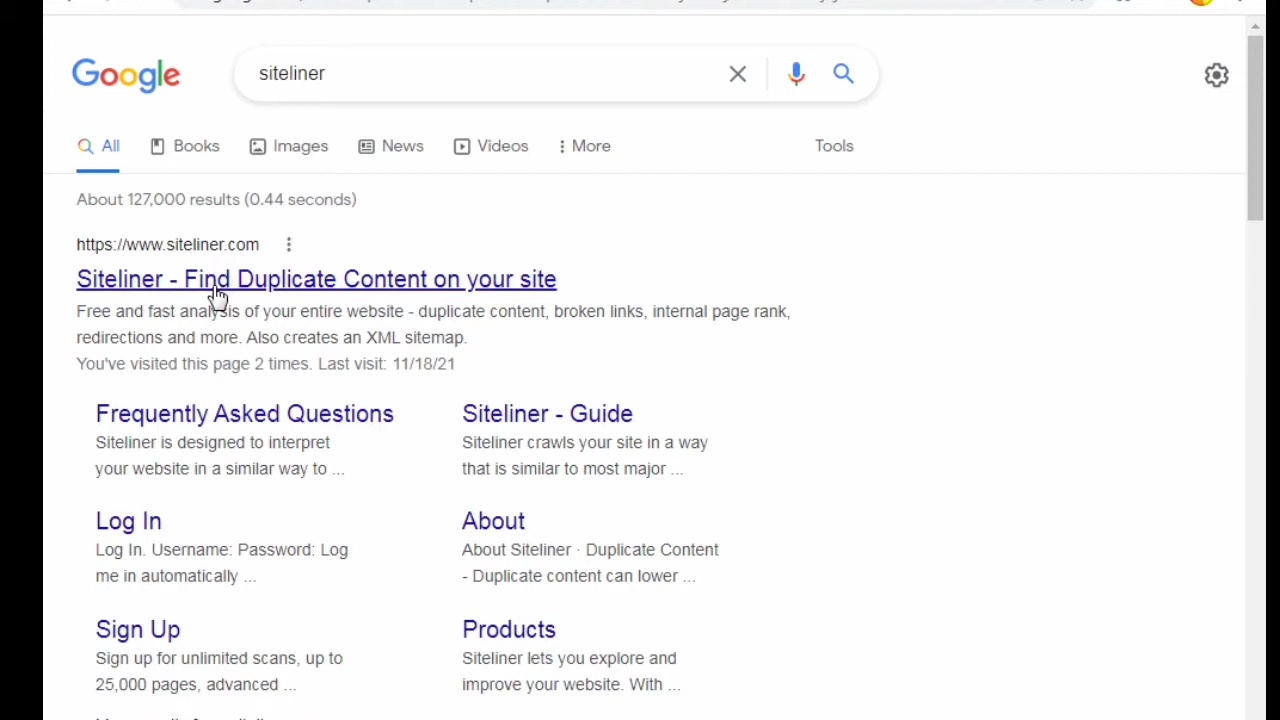 Google
siteliner
All
Books
Images
News
Videos
More
Tools
About 127,000 results (0.44 seconds)
https://www.siteliner.com
Siteliner - Find Duplicate Content on your site
Free and fast analysis of your entire website - duplicate content, broken links, internal page rank,
redirections and more. Also creates an XML sitemap.
You've visited this page 2 times. Last visit: 11/18/21
Frequently Asked Questions
Siteliner is designed to interpret
your website in a similar way to ...
Siteliner - Guide
Siteliner crawls your site in a way
that is similar to most major ...
Log In
Log In. Username: Password: Log
me in automatically ...
About
About Siteliner · Duplicate Content
- Duplicate content can lower ...
Sign Up
Sign up for unlimited scans, up to
25,000 pages, advanced ...
Products
Siteliner lets you explore and
improve your website. With ...